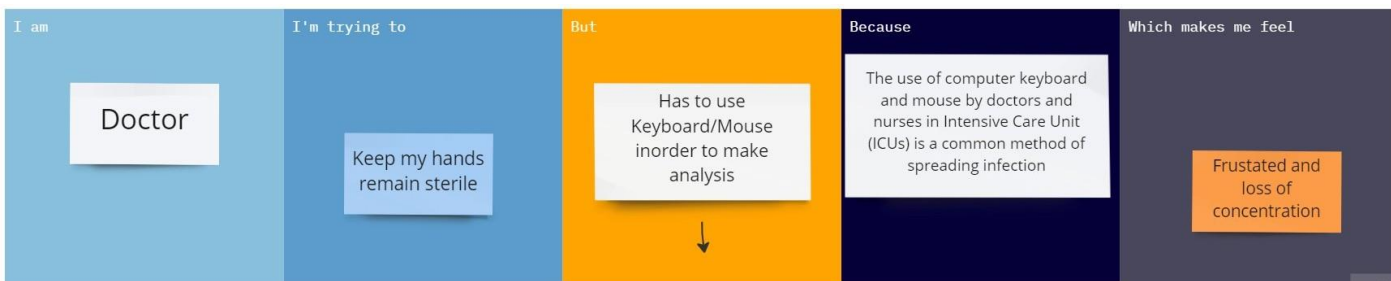 I am
Doctor
I'm trying to
Keep my hands
remain sterile
But
Has to use
Keyboard/Mouse
inorder to make
analysis
Because
The use of computer keyboard
and mouse by doctors and
nurses in Intensive Care Unit
(ICUs) is a common method of
spreading infection
Which makes me feel
Frustated and
loss of
concentration